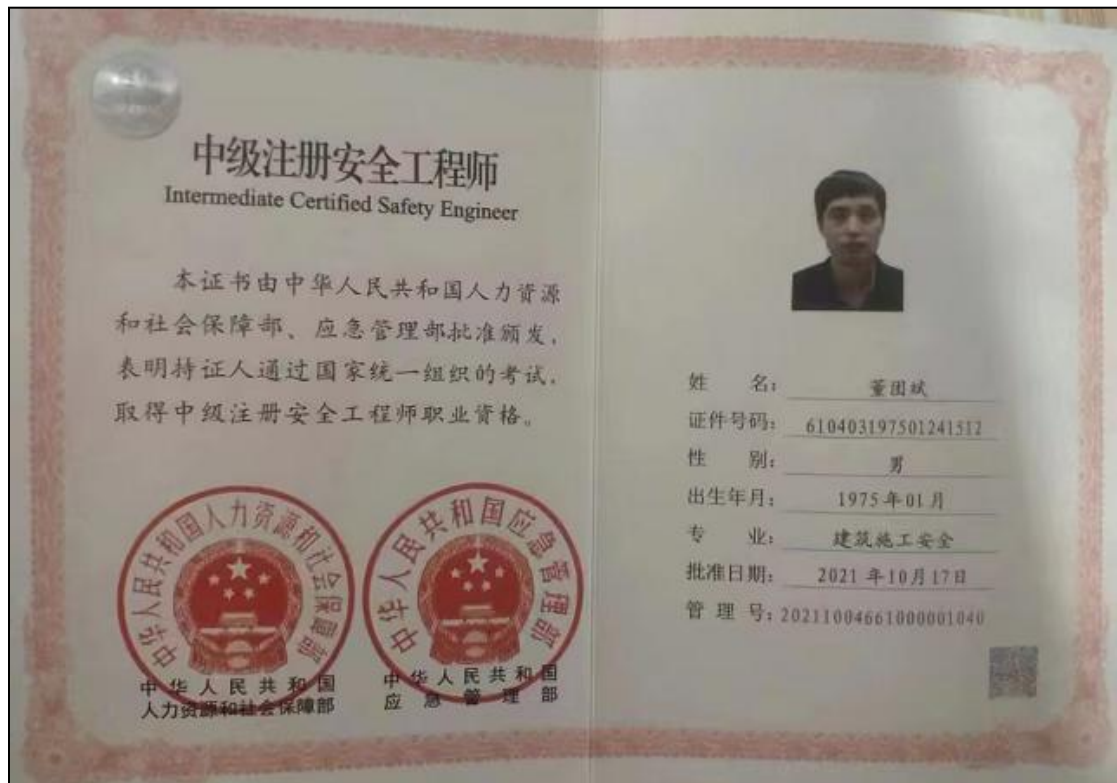 中级注册安全工程师
Intermediate Certified Safety Engineer
本证书由中华人民共和国人力资源
和社会保障部、应急管理部批准颁发，
表明持证人通过国家统一组织的考试，
取得中级注册安全工程师职业资格。
中华人民共和国人力资源和社会保障部
中华人民共和国应急管理部
中华人民共和国
人力资源和社会保障部
中华人民共和国
应急管理部
姓 名： 董团斌
证件号码： 610403197501241512
性 别： 男
出生年月： 1975年01月
专 业： 建筑施工安全
批准日期： 2021年10月17日
管 理 号：20211004661000001040